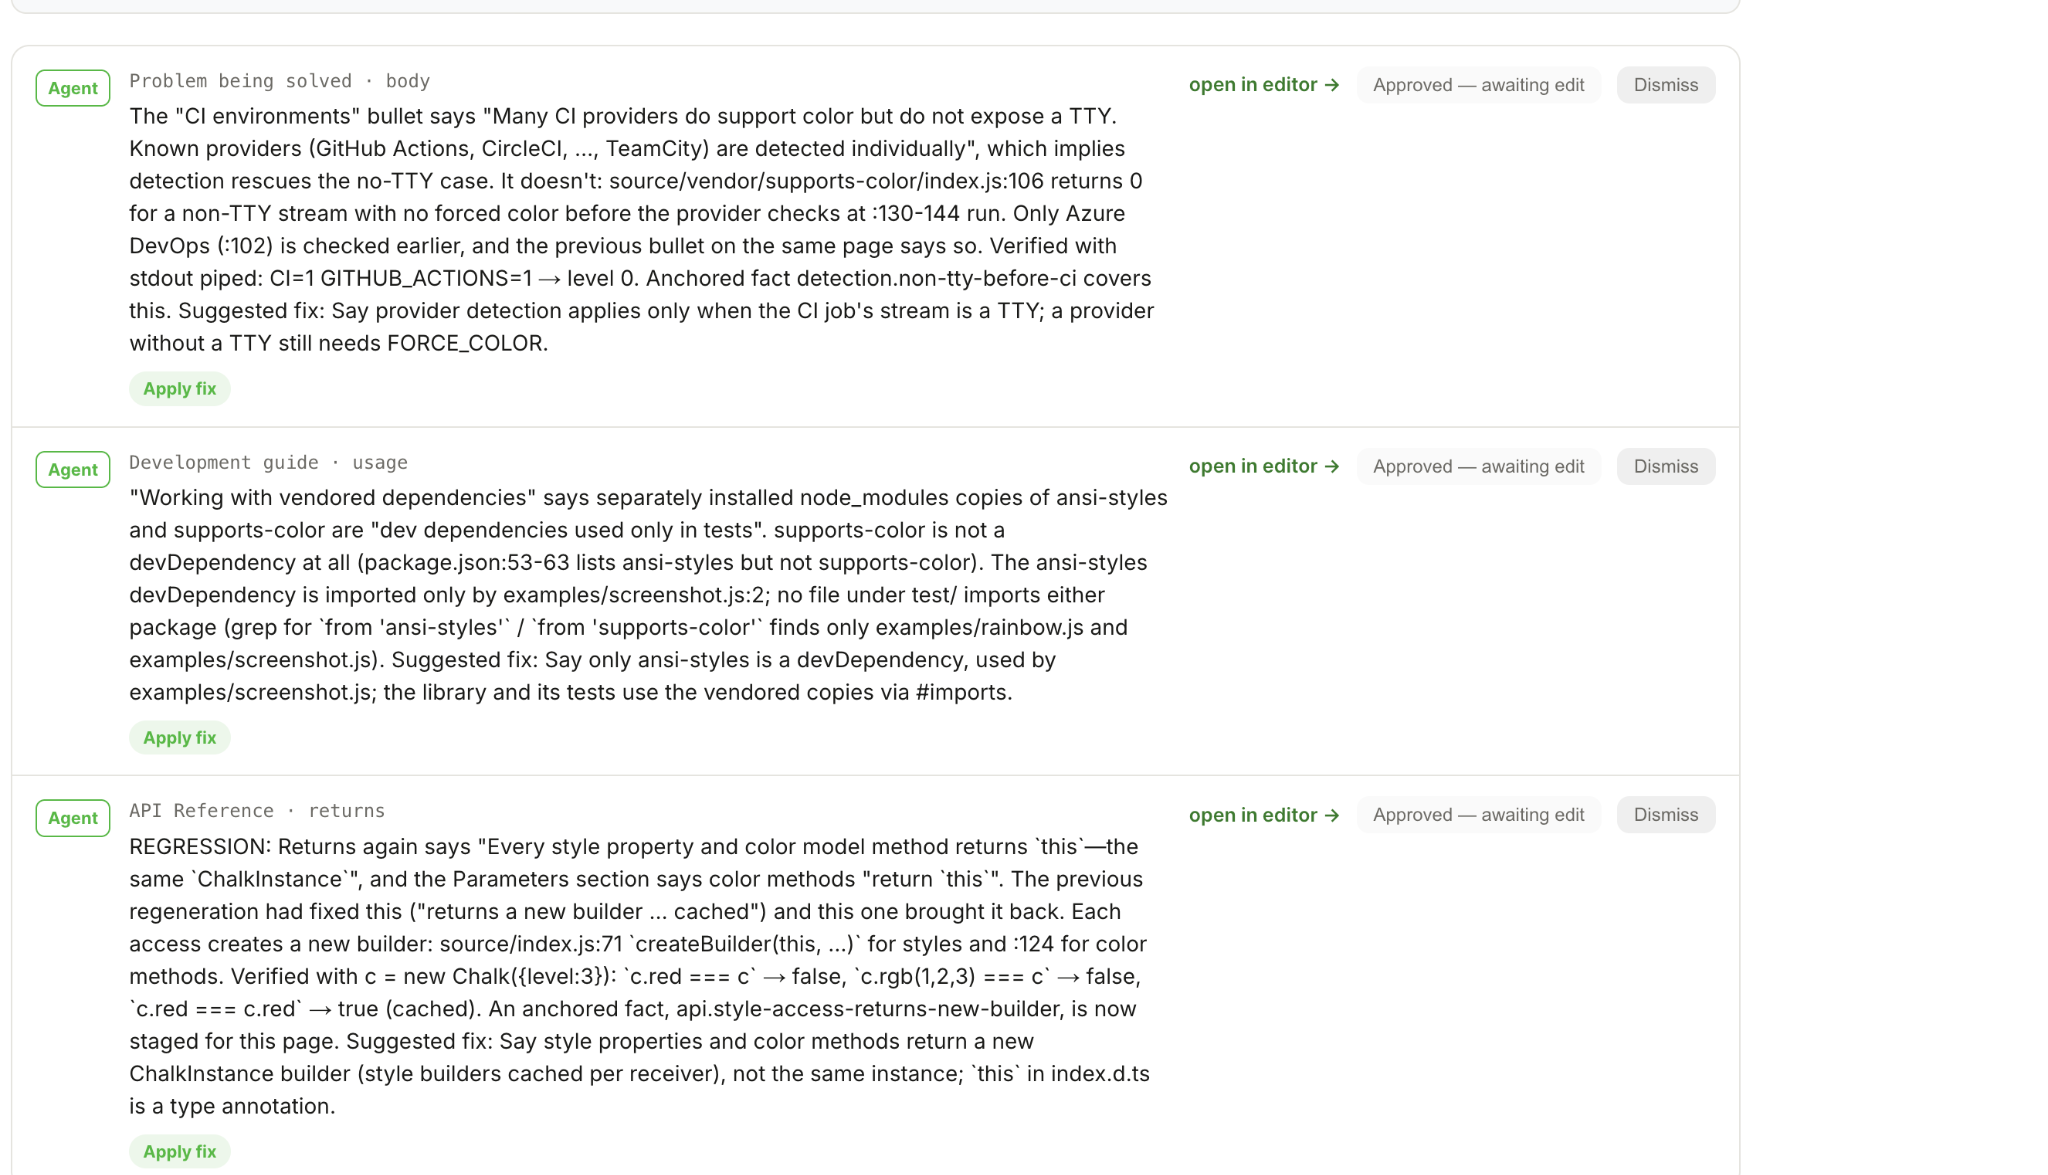 Agent
Problem being solved · body
open in editor →
Approved — awaiting edit
Dismiss
The "CI environments" bullet says "Many CI providers do support color but do not expose a TTY.
Known providers (GitHub Actions, CircleCI, ..., TeamCity) are detected individually", which implies
detection rescues the no-TTY case. It doesn't: source/vendor/supports-color/index.js:106 returns 0
for a non-TTY stream with no forced color before the provider checks at :130-144 run. Only Azure
DevOps (:102) is checked earlier, and the previous bullet on the same page says so. Verified with
stdout piped: CI=1 GITHUB_ACTIONS=1 → level 0. Anchored fact detection.non-tty-before-ci covers
this. Suggested fix: Say provider detection applies only when the CI job's stream is a TTY; a provider
without a TTY still needs FORCE_COLOR.
Apply fix
Agent
Development guide · usage
open in editor →
Approved — awaiting edit
Dismiss
"Working with vendored dependencies" says separately installed node_modules copies of ansi-styles
and supports-color are "dev dependencies used only in tests". supports-color is not a
devDependency at all (package.json:53-63 lists ansi-styles but not supports-color). The ansi-styles
devDependency is imported only by examples/screenshot.js:2; no file under test/ imports either
package (grep for `from 'ansi-styles'` / `from 'supports-color'` finds only examples/rainbow.js and
examples/screenshot.js). Suggested fix: Say only ansi-styles is a devDependency, used by
examples/screenshot.js; the library and its tests use the vendored copies via #imports.
Apply fix
Agent
API Reference · returns
open in editor →
Approved — awaiting edit
Dismiss
REGRESSION: Returns again says "Every style property and color model method returns `this`—the
same `ChalkInstance`", and the Parameters section says color methods "return `this`". The previous
regeneration had fixed this ("returns a new builder ... cached") and this one brought it back. Each
access creates a new builder: source/index.js:71 `createBuilder(this, ...)` for styles and :124 for color
methods. Verified with c = new Chalk({level:3}): `c.red === c` → false, `c.rgb(1,2,3) === c` → false,
`c.red === c.red` → true (cached). An anchored fact, api.style-access-returns-new-builder, is now
staged for this page. Suggested fix: Say style properties and color methods return a new
ChalkInstance builder (style builders cached per receiver), not the same instance; `this` in index.d.ts
is a type annotation.
Apply fix